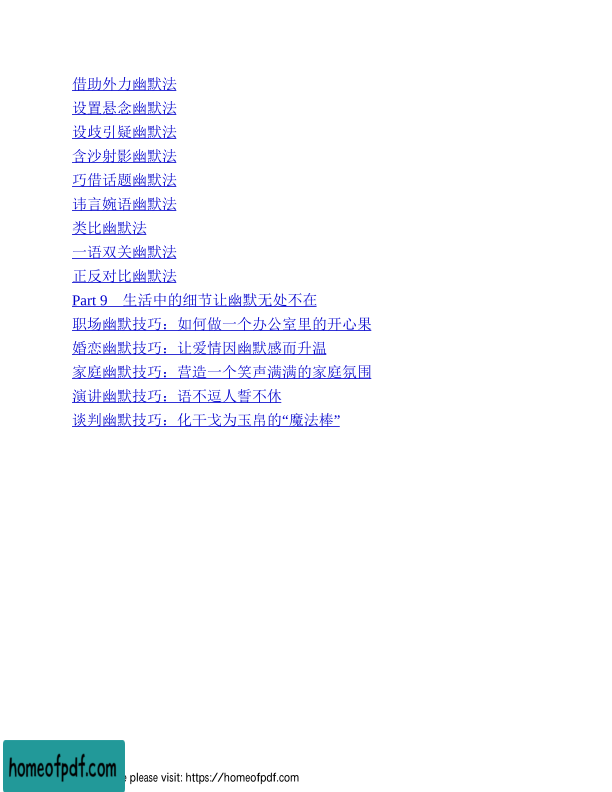 借助外力幽默法
设置悬念幽默法
设歧引疑幽默法
含沙射影幽默法
巧借话题幽默法
讳言婉语幽默法
类比幽默法
一语双关幽默法
正反对比幽默法
Part 9　生活中的细节让幽默无处不在
职场幽默技巧：如何做一个办公室里的开心果
婚恋幽默技巧：让爱情因幽默感而升温
家庭幽默技巧：营造一个笑声满满的家庭氛围
演讲幽默技巧：语不逗人誓不休
谈判幽默技巧：化干戈为玉帛的“魔法棒”
homeofpdf.com
please visit: https://homeofpdf.com